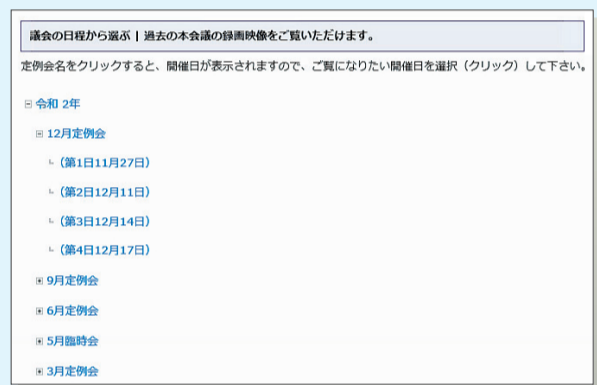 議会の日程から選ぶ | 過去の本会議の録画映像をご覧いただけます。
定例会名をクリックすると、開催日が表示されますので、ご覧になりたい開催日を選択（クリック）して下さい。
令和 2年
12月定例会
（第1日11月27日）
（第2日12月11日）
（第3日12月14日）
（第4日12月17日）
9月定例会
6月定例会
5月臨時会
3月定例会